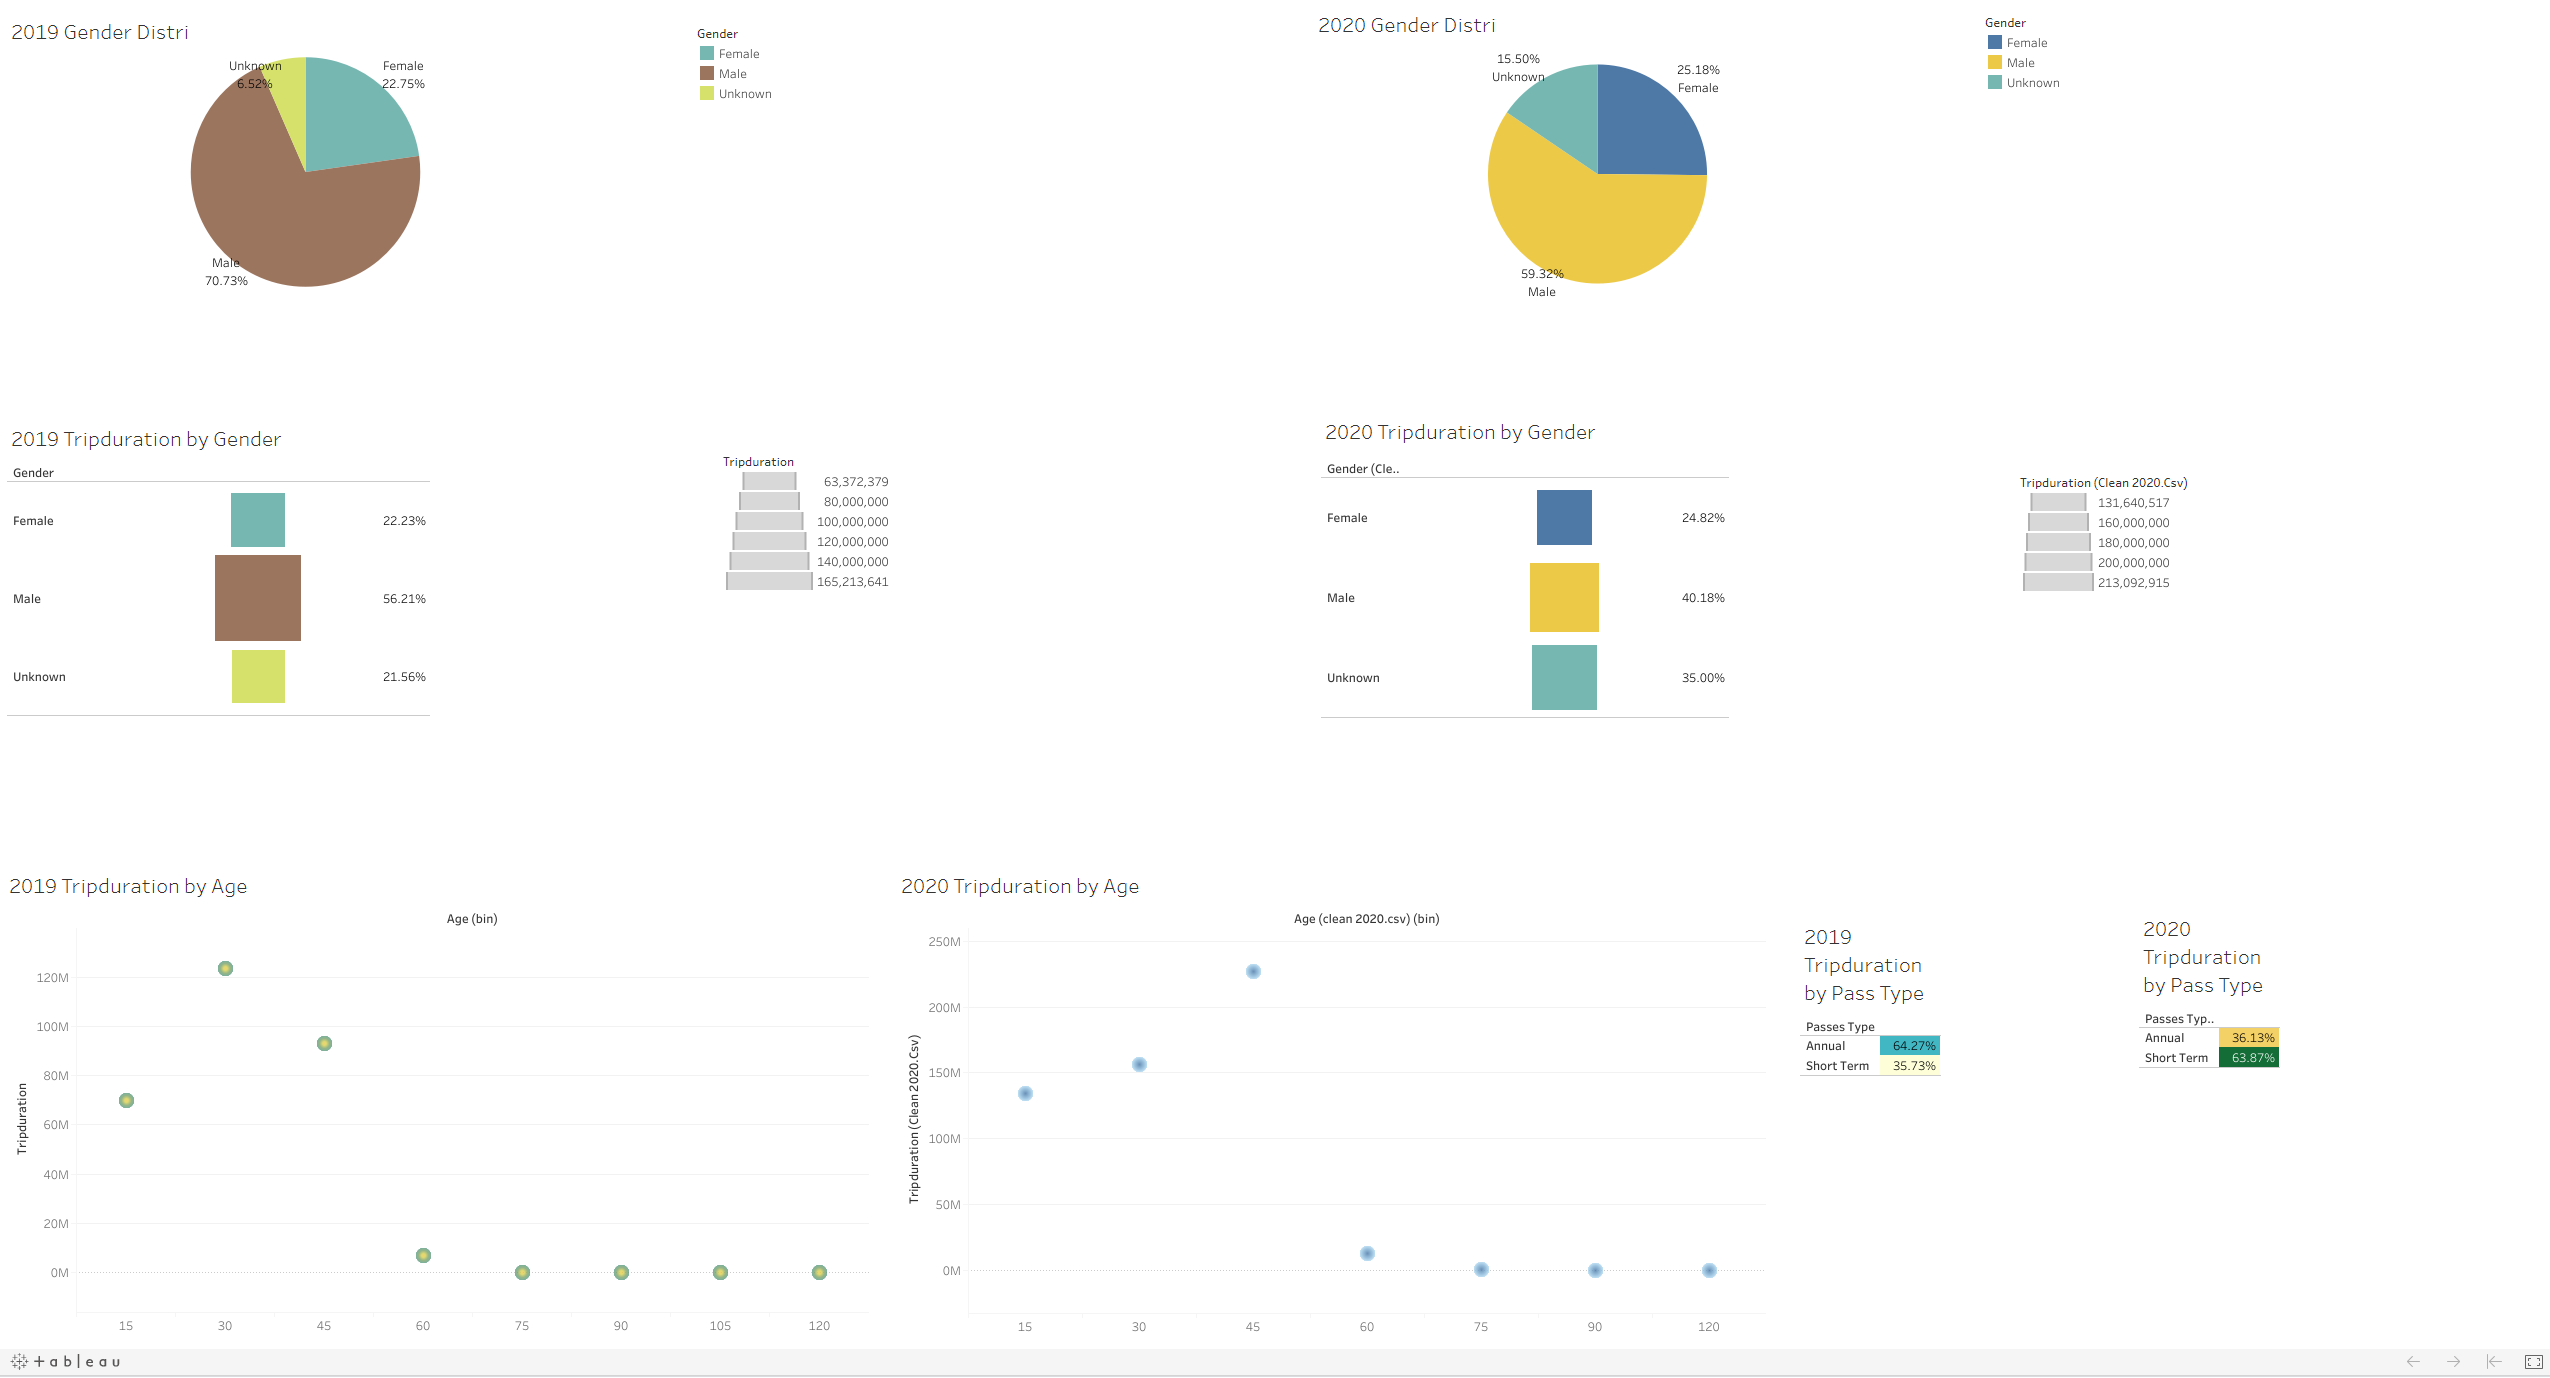 2019 Gender Distri
Unknown
6.52%
Female
22.75%
Male
70.73%
Gender
Female
Male
Unknown
2020 Gender Distri
15.50%
Unknown
25.18%
Female
59.32%
Male
Gender
Female
Male
Unknown
2019 Tripduration by Gender
Gender
Female 22.23%
Male 56.21%
Unknown 21.56%
Tripduration
63,372,379
80,000,000
100,000,000
120,000,000
140,000,000
165,213,641
2020 Tripduration by Gender
Gender (Cle..
Female 24.82%
Male 40.18%
Unknown 35.00%
Tripduration (Clean 2020.Csv)
131,640,517
160,000,000
180,000,000
200,000,000
213,092,915
2019 Tripduration by Age
Age (bin)
Tripduration
120M
100M
80M
60M
40M
20M
0M
15 30 45 60 75 90 105 120
2020 Tripduration by Age
Age (clean 2020.csv) (bin)
Tripduration (Clean 2020.Csv)
250M
200M
150M
100M
50M
0M
15 30 45 60 75 90 120
2019
Tripduration
by Pass Type
Passes Type
Annual 64.27%
Short Term 35.73%
2020
Tripduration
by Pass Type
Passes Typ..
Annual 36.13%
Short Term 63.87%
+ableau